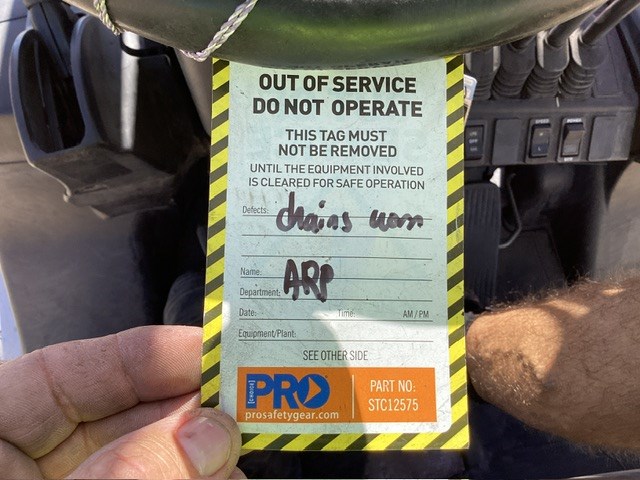 OUT OF SERVICE
DO NOT OPERATE
THIS TAG MUST
NOT BE REMOVED
UNTIL THE EQUIPMENT INVOLVED
IS CLEARED FOR SAFE OPERATION
Defects: chains worn
Name: ARP
Department:
Date: Time: AM / PM
Equipment/Plant:
SEE OTHER SIDE
PRO
CHOICE
prosafetygear.com
PART NO:
STC12575